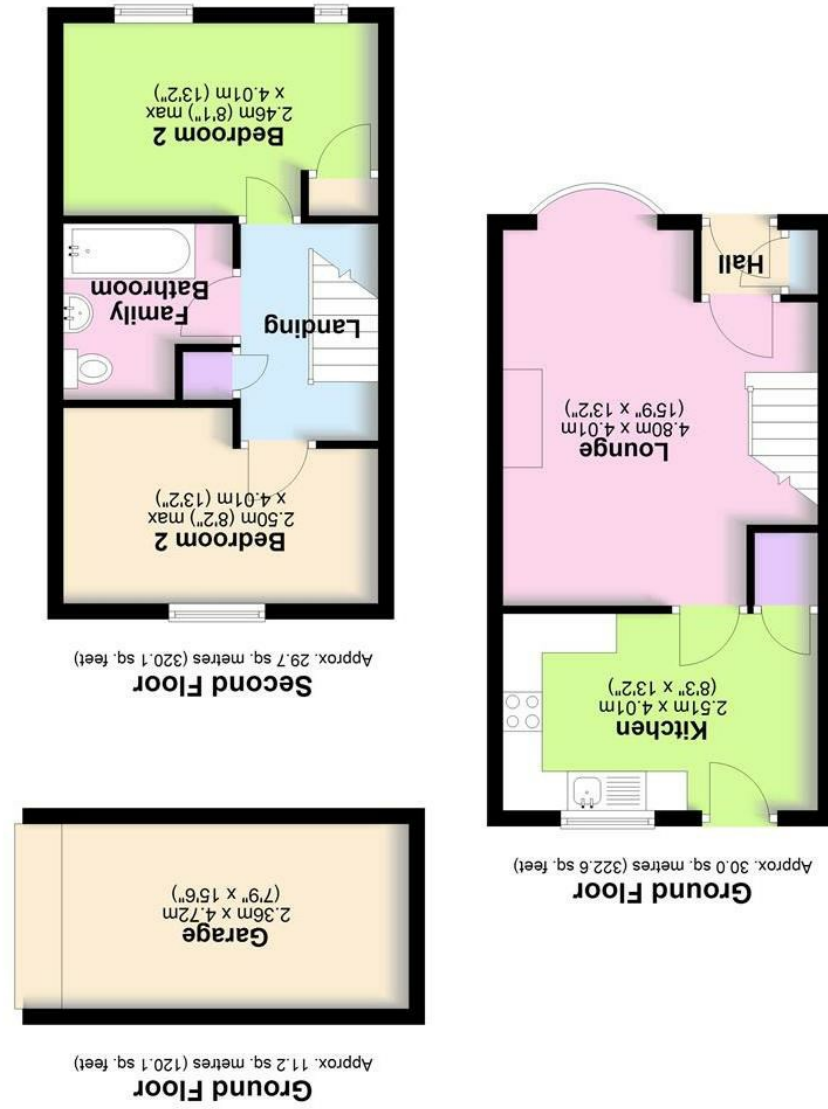 Ground Floor
Approx. 30.0 sq. metres (322.6 sq. feet)
Kitchen
2.51m x 4.01m
(8'3" x 13'2")
Lounge
4.80m x 4.01m
(15'9" x 13'2")
Hall
Ground Floor
Approx. 11.2 sq. metres (120.1 sq. feet)
Garage
2.36m x 4.72m
(7'9" x 15'6")
Second Floor
Approx. 29.7 sq. metres (320.1 sq. feet)
Bedroom 2
2.50m (8'2") max
x 4.01m (13'2")
Landing
Family
Bathroom
Bedroom 2
2.46m (8'1") max
x 4.01m (13'2")